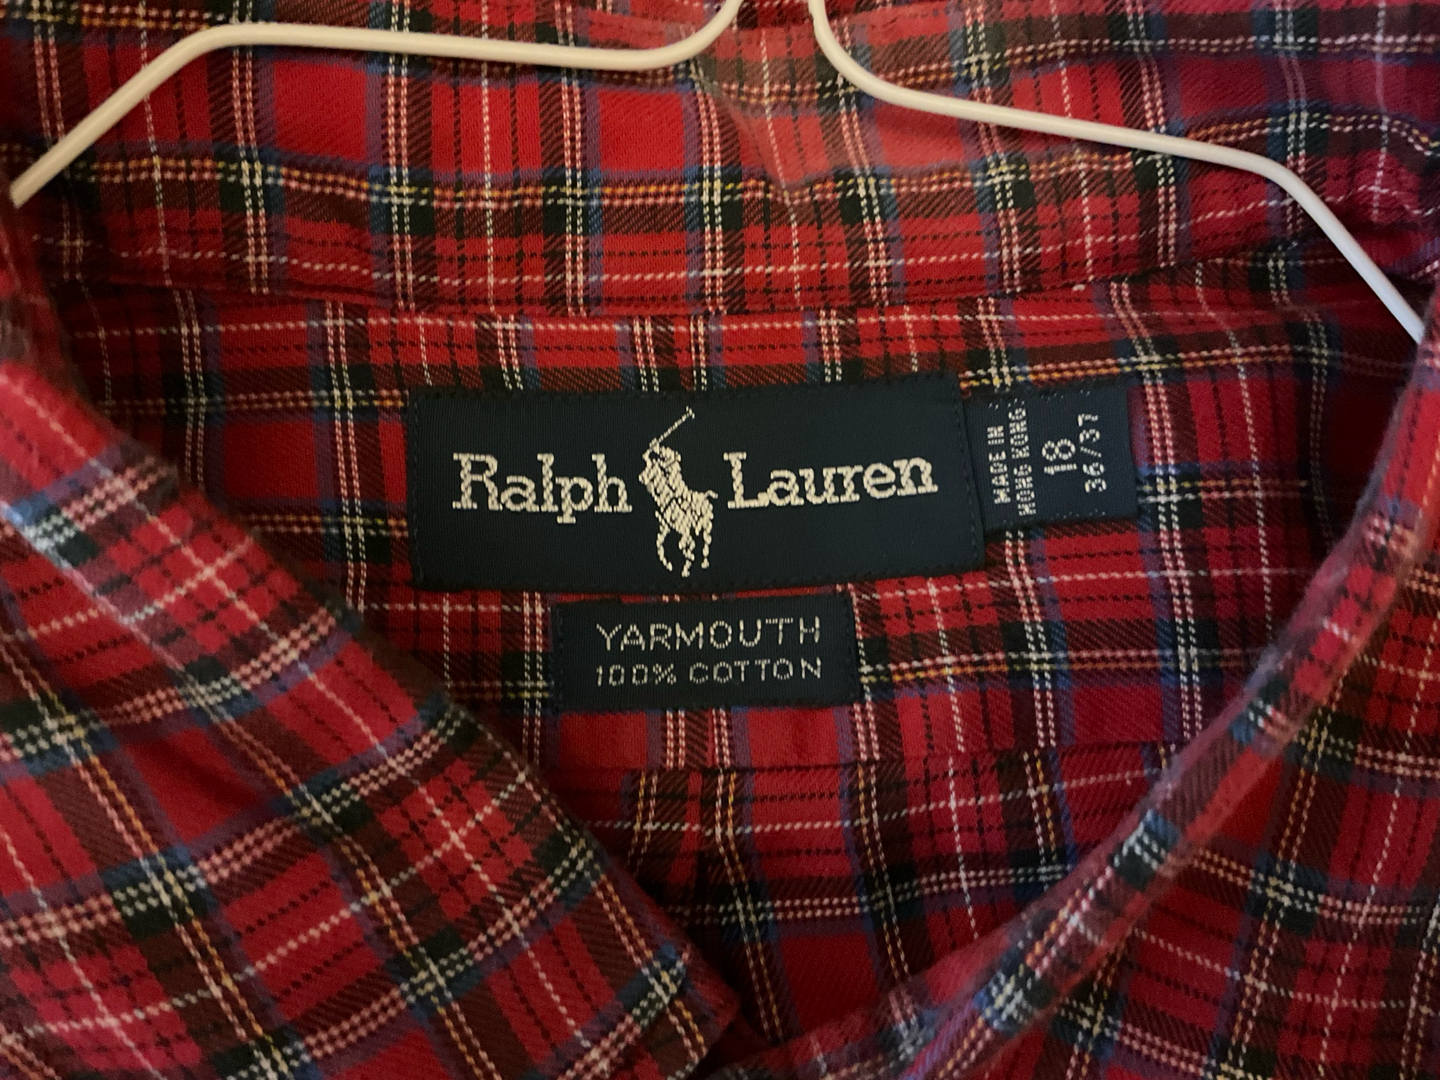 Ralph Lauren
MADE IN
HONG KONG
18
36/37
YARMOUTH
100% COTTON